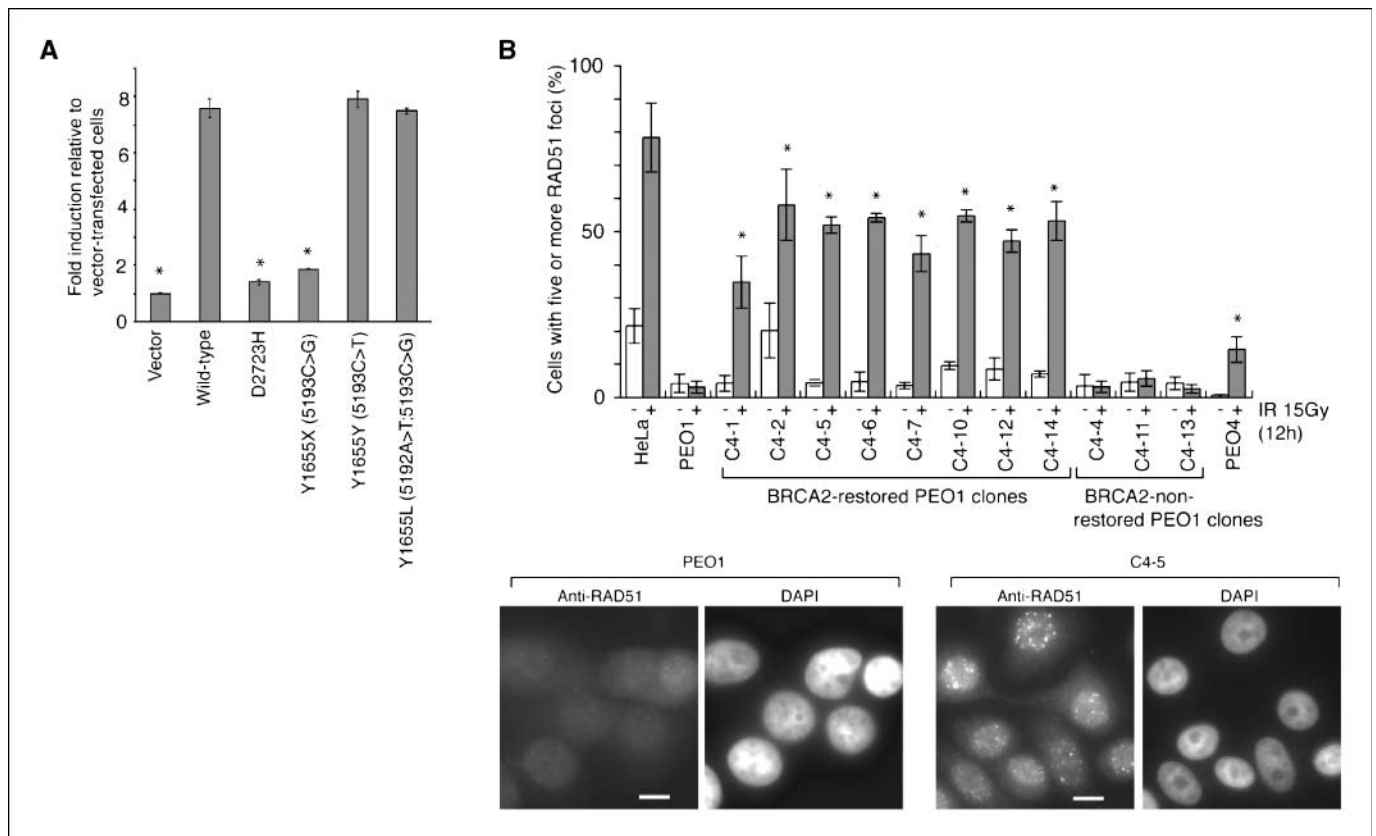 A
Fold induction relative to
vector-transfected cells
8
6
4
2
0
Vector
Wild-type
D2723H
Y1655X (5193C>G)
Y1655Y (5193C>T)
Y1655L (5192A>T;5193C>G)
* * *
B
Cells with five or more RAD51 foci (%)
100
50
0
* * * * * * * * *
- + - + - + - + - + - + - + - + - + - + - + - + - + - + IR 15Gy
(12h)
HeLa
PEO1
C4-1
C4-2
C4-5
C4-6
C4-7
C4-10
C4-12
C4-14
C4-4
C4-11
C4-13
PEO4
BRCA2-restored PEO1 clones
BRCA2-non-
restored PEO1 clones
PEO1
Anti-RAD51
DAPI
C4-5
Anti-RAD51
DAPI